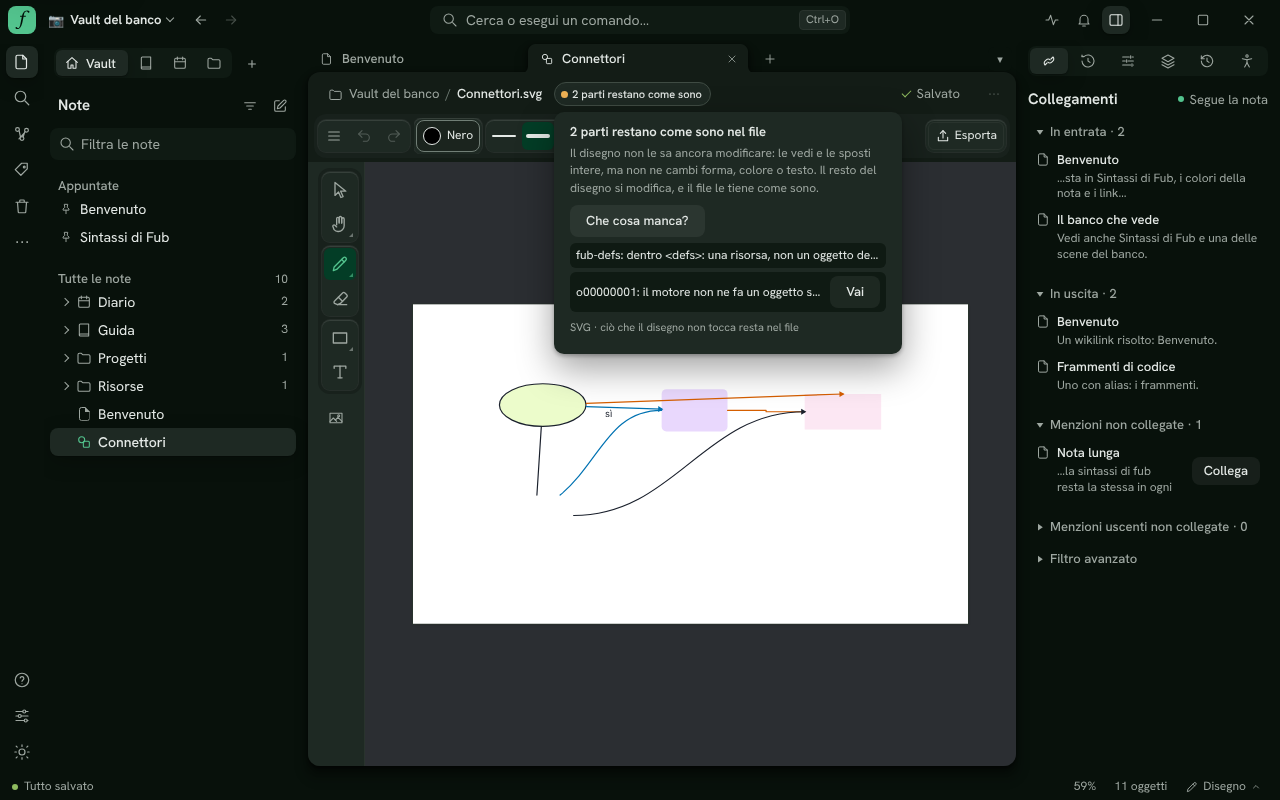 Vault del banco
Cerca o esegui un comando…
Ctrl+O
Vault
Note
Filtra le note
Appuntate
Benvenuto
Sintassi di Fub
Tutte le note 10
Diario 2
Guida 3
Progetti 1
Risorse 1
Benvenuto
Connettori
Tutto salvato
Benvenuto
Connettori
Vault del banco / Connettori.svg
2 parti restano come sono
Salvato
Nero
Esporta
2 parti restano come sono nel file
Il disegno non le sa ancora modificare: le vedi e le sposti
intere, ma non ne cambi forma, colore o testo. Il resto del
disegno si modifica, e il file le tiene come sono.
Che cosa manca?
fub-defs: dentro <defs>: una risorsa, non un oggetto de…
o00000001: il motore non ne fa un oggetto s…
Vai
SVG · ciò che il disegno non tocca resta nel file
sì
Collegamenti
Segue la nota
In entrata · 2
Benvenuto
…sta in Sintassi di Fub, i colori della
nota e i link…
Il banco che vede
Vedi anche Sintassi di Fub e una delle
scene del banco.
In uscita · 2
Benvenuto
Un wikilink risolto: Benvenuto.
Frammenti di codice
Uno con alias: i frammenti.
Menzioni non collegate · 1
Nota lunga
…la sintassi di fub
resta la stessa in ogni
Collega
Menzioni uscenti non collegate · 0
Filtro avanzato
59%
11 oggetti
Disegno